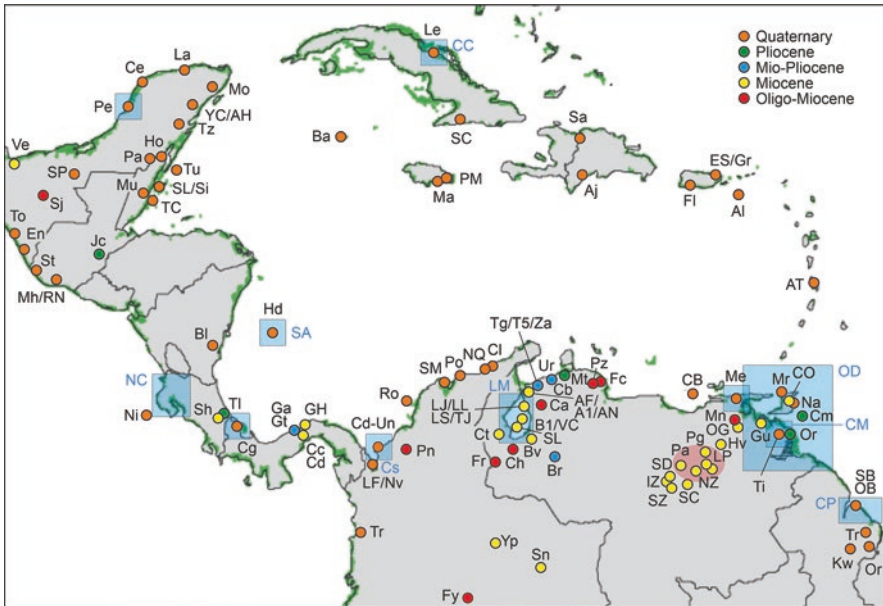 Le
CC
Quaternary
Pliocene
Mio-Pliocene
Miocene
Oligo-Miocene
La
Ce
Mo
Pe
YC/AH
Tz
SC
Sa
Ba
Ve
Ho
Pa
SP
Tu
ES/Gr
PM
Ma
Aj
Fl
Al
Mu
SL/Si
TC
Sj
To
En
Jc
St
Mh/RN
AT
Hd
SA
Bl
Tg/T5/Za
NC
SM
Po
NQ
Cl
Ur
Mt
Pz
Fc
Cb
LM
CB
Me
Mr
CO
OD
Ni
Sh
Tl
Ga
Gt
GH
Ro
LJ/LL
LS/TJ
AF/
A1/AN
Ca
Na
Cm
Mn
OG
Hv
Gu
Or
CM
Cg
Cc
Cd
Cd-Un
Cs
LF/Nv
Pn
Ct
B1/VC
SL
Bv
Fr
Ch
Br
Pg
Pa
LP
SD
IZ
SZ
SC
NZ
Ti
SB
OB
CP
Tr
Yp
Sn
Fy
Tr
Kw
Or